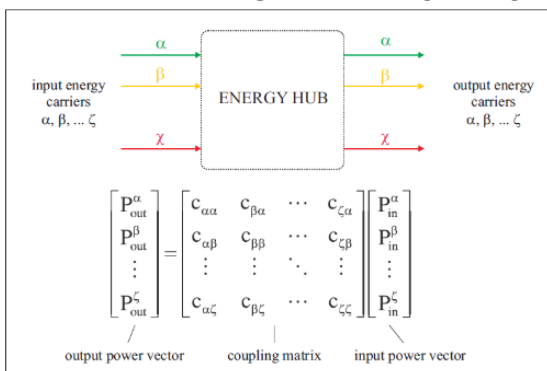 α α
input energy β β output energy
carriers ENERGY HUB carriers
α, β, ... ζ α, β, ... ζ
χ χ
P^α_out c_αα c_βα ⋯ c_ζα P^α_in
P^β_out c_αβ c_ββ ⋯ c_ζβ P^β_in
⋮ = ⋮ ⋮ ⋱ ⋮ ⋮
P^ζ_out c_αζ c_βζ ⋯ c_ζζ P^ζ_in
output power vector coupling matrix input power vector